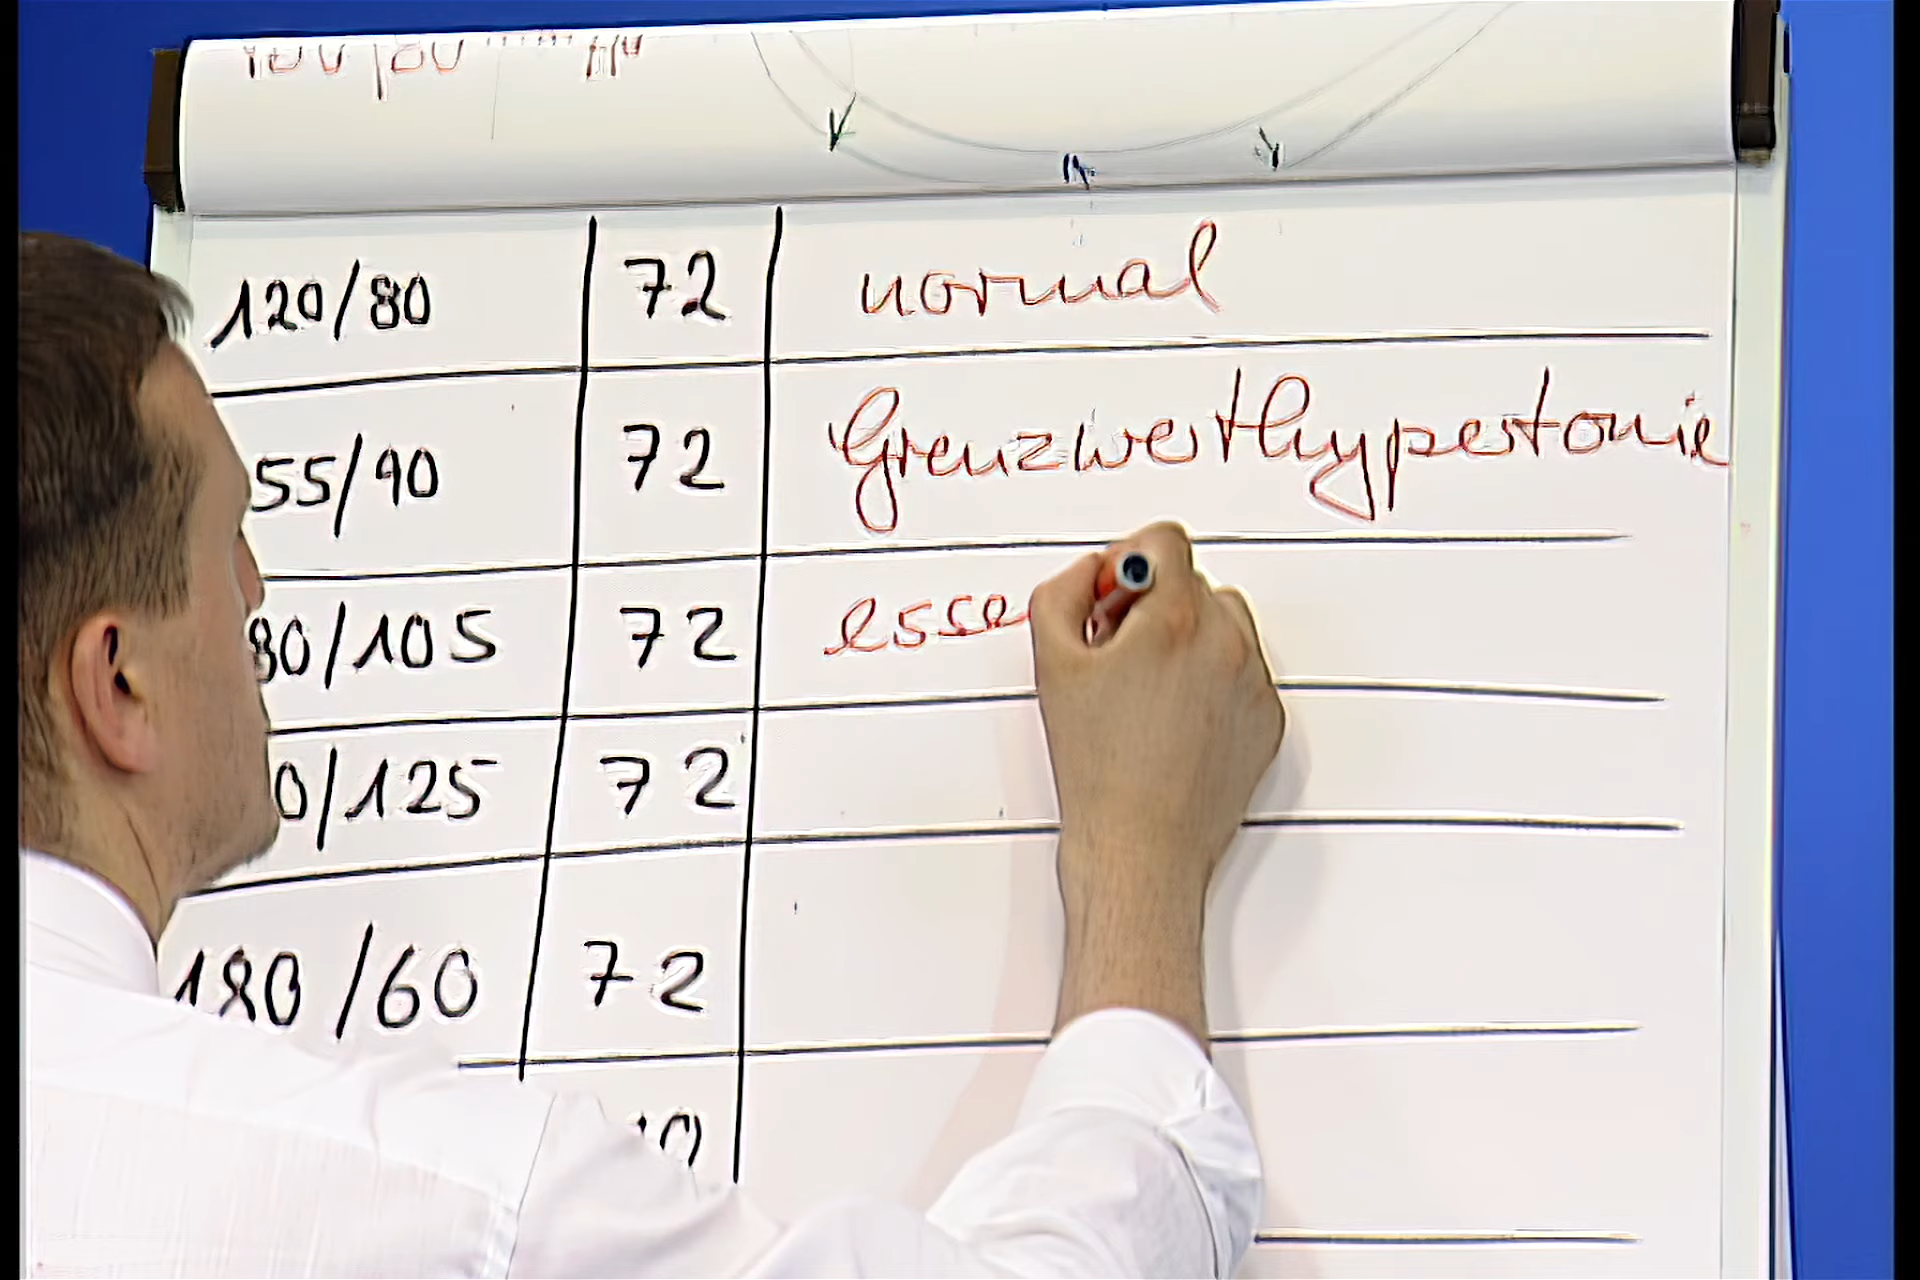 120/80 72 normal
55/90 72 Grenzwerthypertonie
80/105 72 esse
0/125 72
180/60 72